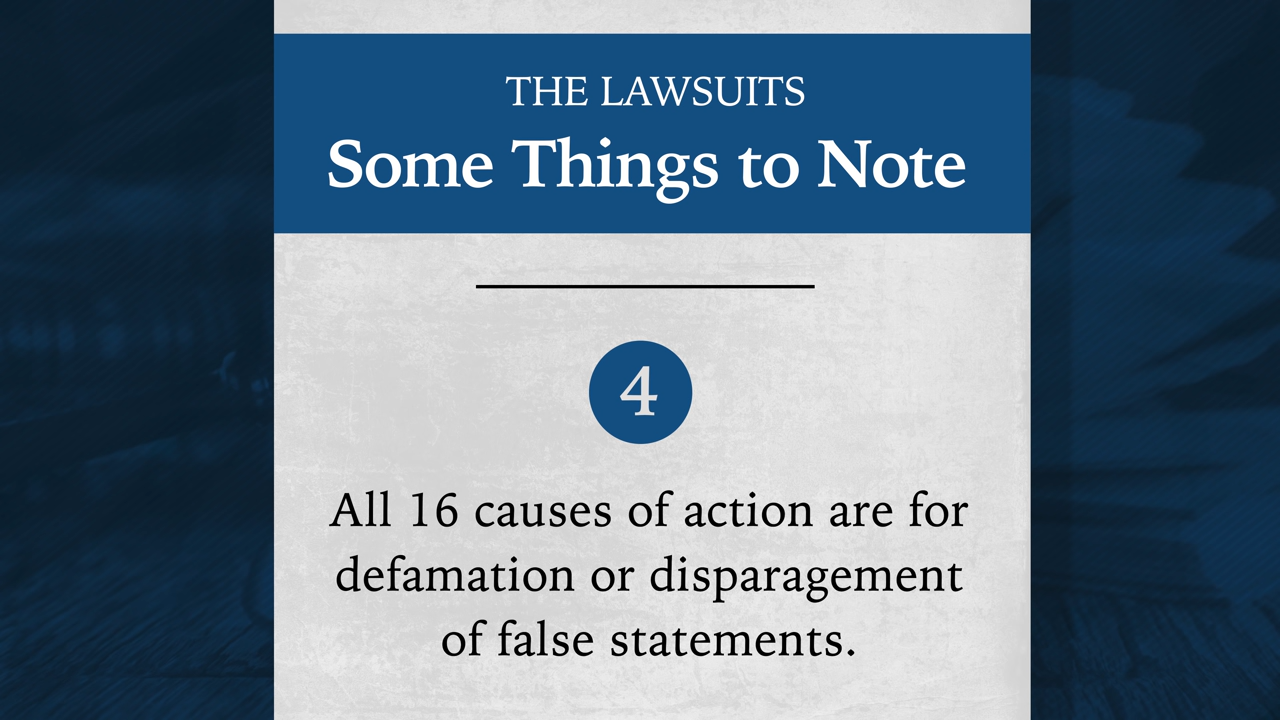 THE LAWSUITS
Some Things to Note
4
All 16 causes of action are for
defamation or disparagement
of false statements.